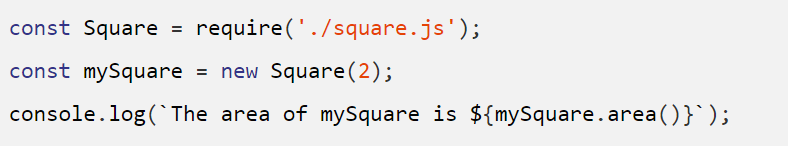 const Square = require('./square.js');
const mySquare = new Square(2);
console.log(`The area of mySquare is ${mySquare.area()}`);